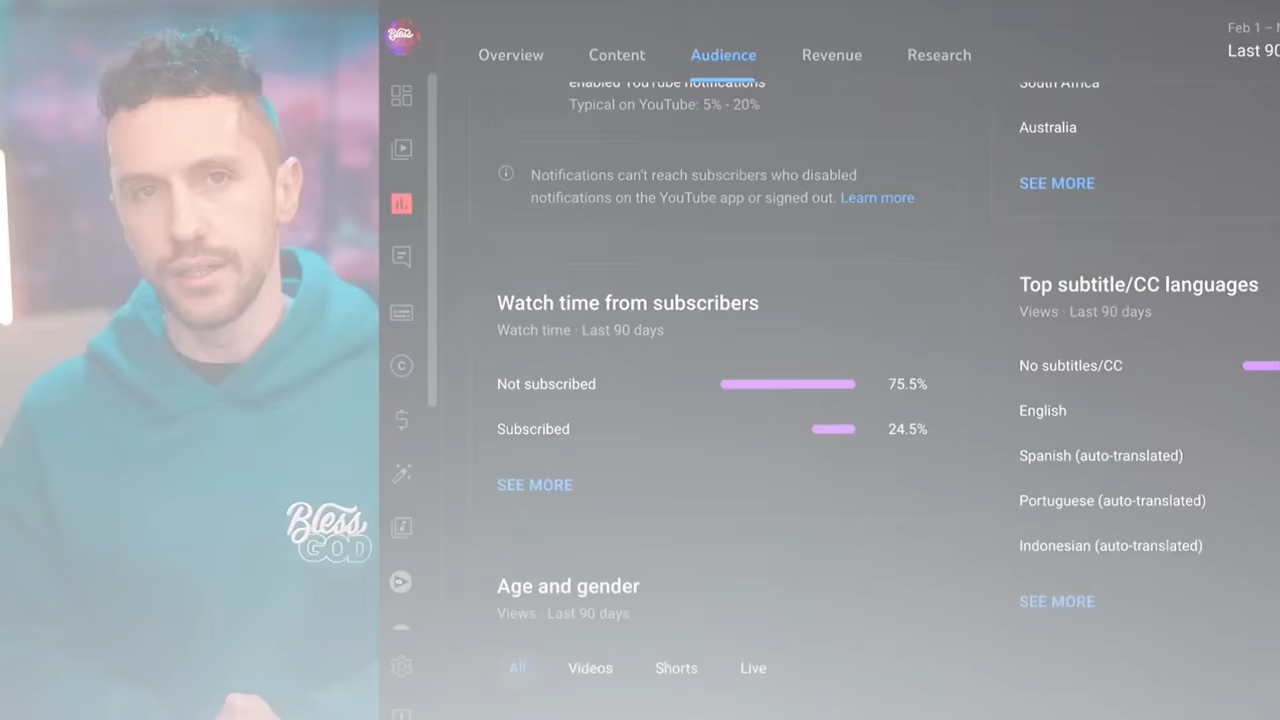 Bless
Overview
Content
Audience
Revenue
Research
Feb 1 –
Last 90
enabled YouTube notifications
Typical on YouTube: 5% - 20%
Notifications can't reach subscribers who disabled
notifications on the YouTube app or signed out. Learn more
Watch time from subscribers
Watch time · Last 90 days
Not subscribed 75.5%
Subscribed 24.5%
SEE MORE
Age and gender
Views · Last 90 days
All Videos Shorts Live
South Africa
Australia
SEE MORE
Top subtitle/CC languages
Views · Last 90 days
No subtitles/CC
English
Spanish (auto-translated)
Portuguese (auto-translated)
Indonesian (auto-translated)
SEE MORE
Bless
GOD